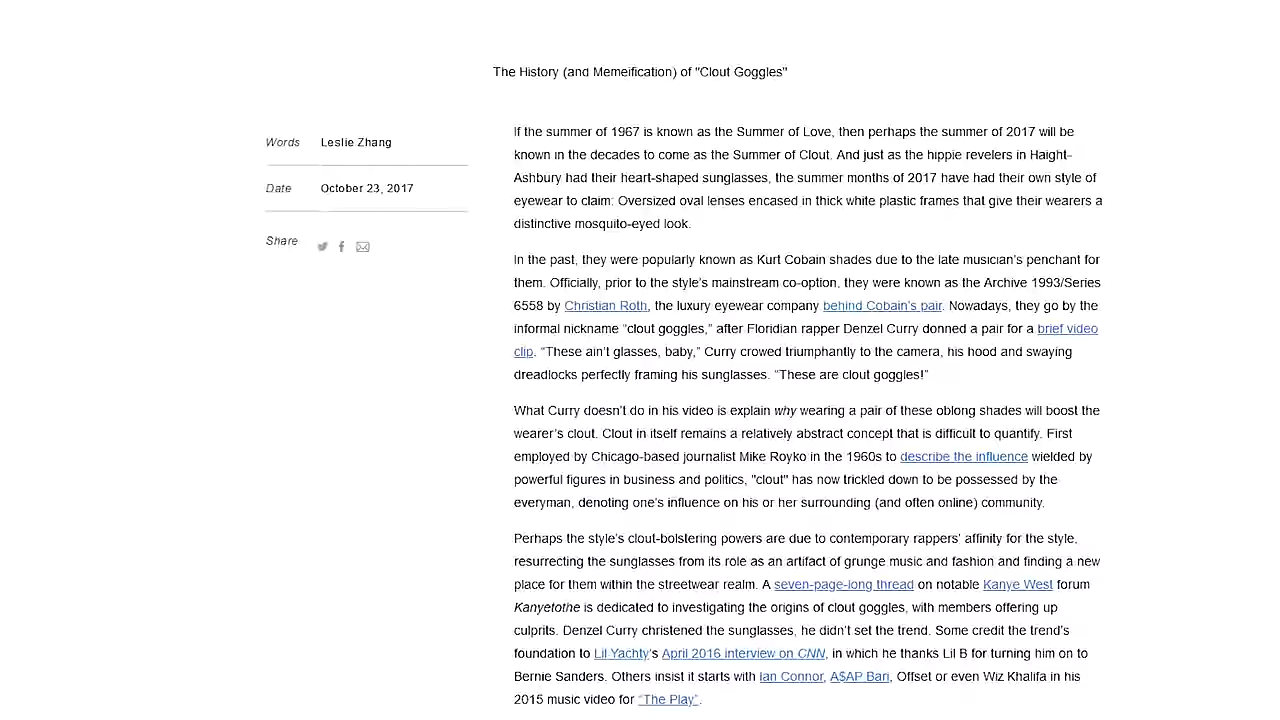 The History (and Memeification) of "Clout Goggles"
Words Leslie Zhang
Date October 23, 2017
Share
If the summer of 1967 is known as the Summer of Love, then perhaps the summer of 2017 will be
known in the decades to come as the Summer of Clout. And just as the hippie revelers in Haight-
Ashbury had their heart-shaped sunglasses, the summer months of 2017 have had their own style of
eyewear to claim: Oversized oval lenses encased in thick white plastic frames that give their wearers a
distinctive mosquito-eyed look.
In the past, they were popularly known as Kurt Cobain shades due to the late musician's penchant for
them. Officially, prior to the style's mainstream co-option, they were known as the Archive 1993/Series
6558 by Christian Roth, the luxury eyewear company behind Cobain's pair. Nowadays, they go by the
informal nickname “clout goggles,” after Floridian rapper Denzel Curry donned a pair for a brief video
clip. “These ain’t glasses, baby,” Curry crowed triumphantly to the camera, his hood and swaying
dreadlocks perfectly framing his sunglasses. “These are clout goggles!”
What Curry doesn’t do in his video is explain why wearing a pair of these oblong shades will boost the
wearer’s clout. Clout in itself remains a relatively abstract concept that is difficult to quantify. First
employed by Chicago-based journalist Mike Royko in the 1960s to describe the influence wielded by
powerful figures in business and politics, "clout" has now trickled down to be possessed by the
everyman, denoting one’s influence on his or her surrounding (and often online) community.
Perhaps the style’s clout-bolstering powers are due to contemporary rappers’ affinity for the style,
resurrecting the sunglasses from its role as an artifact of grunge music and fashion and finding a new
place for them within the streetwear realm. A seven-page-long thread on notable Kanye West forum
Kanyetothe is dedicated to investigating the origins of clout goggles, with members offering up
culprits. Denzel Curry christened the sunglasses, he didn’t set the trend. Some credit the trend’s
foundation to Lil Yachty’s April 2016 interview on CNN, in which he thanks Lil B for turning him on to
Bernie Sanders. Others insist it starts with Ian Connor, A$AP Bari, Offset or even Wiz Khalifa in his
2015 music video for “The Play”.